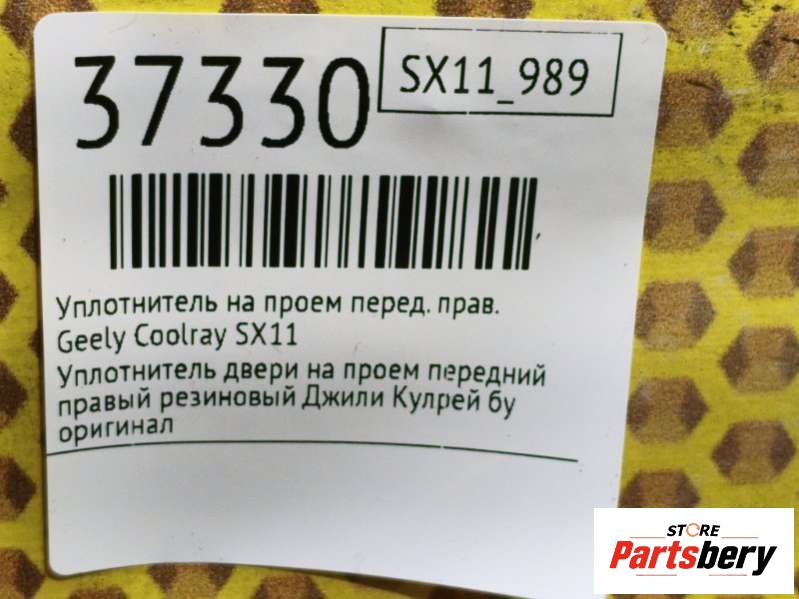 37330
SX11_989
Уплотнитель на проем перед. прав.
Geely Coolray SX11
Уплотнитель двери на проем передний
правый резиновый Джили Кулрей бу
оригинал
STORE
Partsbery